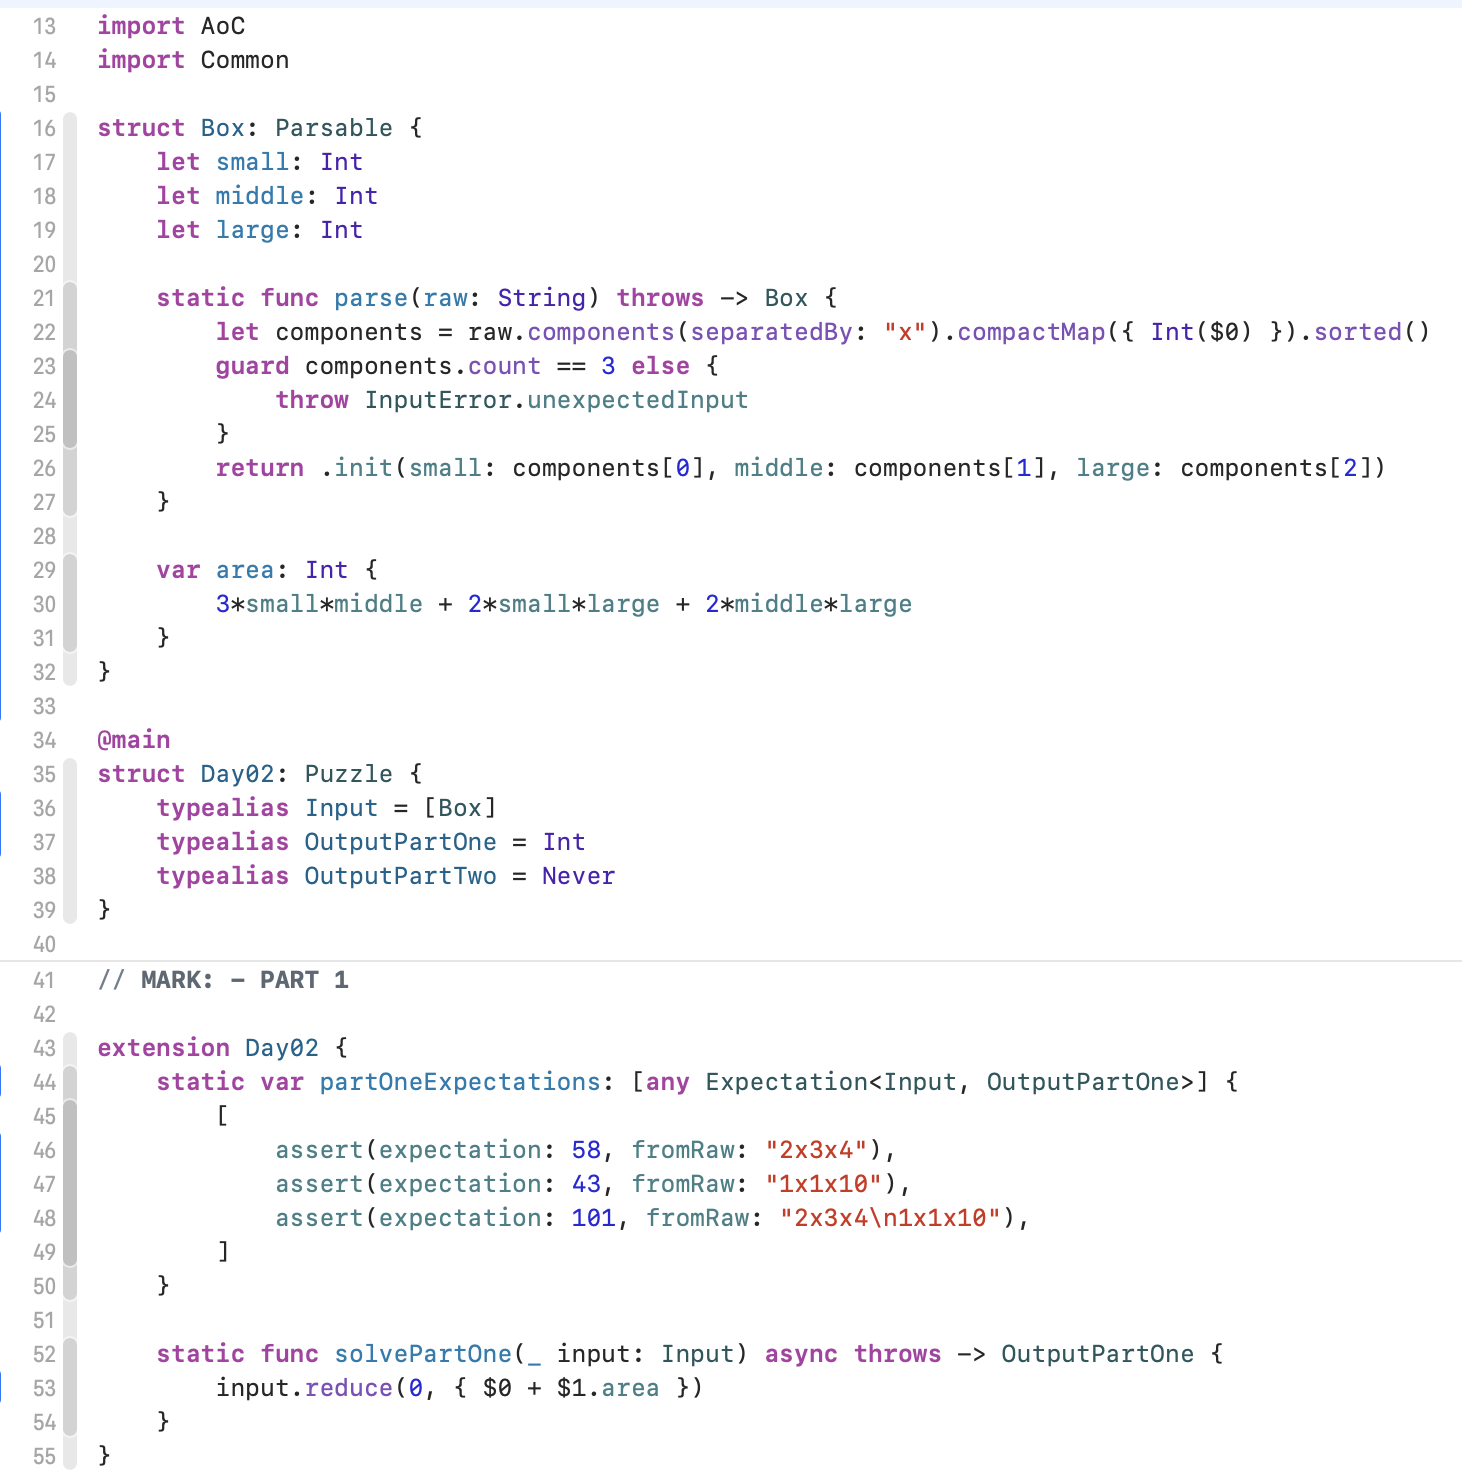 13 import AoC
14 import Common
15
16 struct Box: Parsable {
17     let small: Int
18     let middle: Int
19     let large: Int
20
21     static func parse(raw: String) throws -> Box {
22         let components = raw.components(separatedBy: "x").compactMap({ Int($0) }).sorted()
23         guard components.count == 3 else {
24             throw InputError.unexpectedInput
25         }
26         return .init(small: components[0], middle: components[1], large: components[2])
27     }
28
29     var area: Int {
30         3*small*middle + 2*small*large + 2*middle*large
31     }
32 }
33
34 @main
35 struct Day02: Puzzle {
36     typealias Input = [Box]
37     typealias OutputPartOne = Int
38     typealias OutputPartTwo = Never
39 }
40
41 // MARK: - PART 1
42
43 extension Day02 {
44     static var partOneExpectations: [any Expectation<Input, OutputPartOne>] {
45         [
46             assert(expectation: 58, fromRaw: "2x3x4"),
47             assert(expectation: 43, fromRaw: "1x1x10"),
48             assert(expectation: 101, fromRaw: "2x3x4\n1x1x10"),
49         ]
50     }
51
52     static func solvePartOne(_ input: Input) async throws -> OutputPartOne {
53         input.reduce(0, { $0 + $1.area })
54     }
55 }